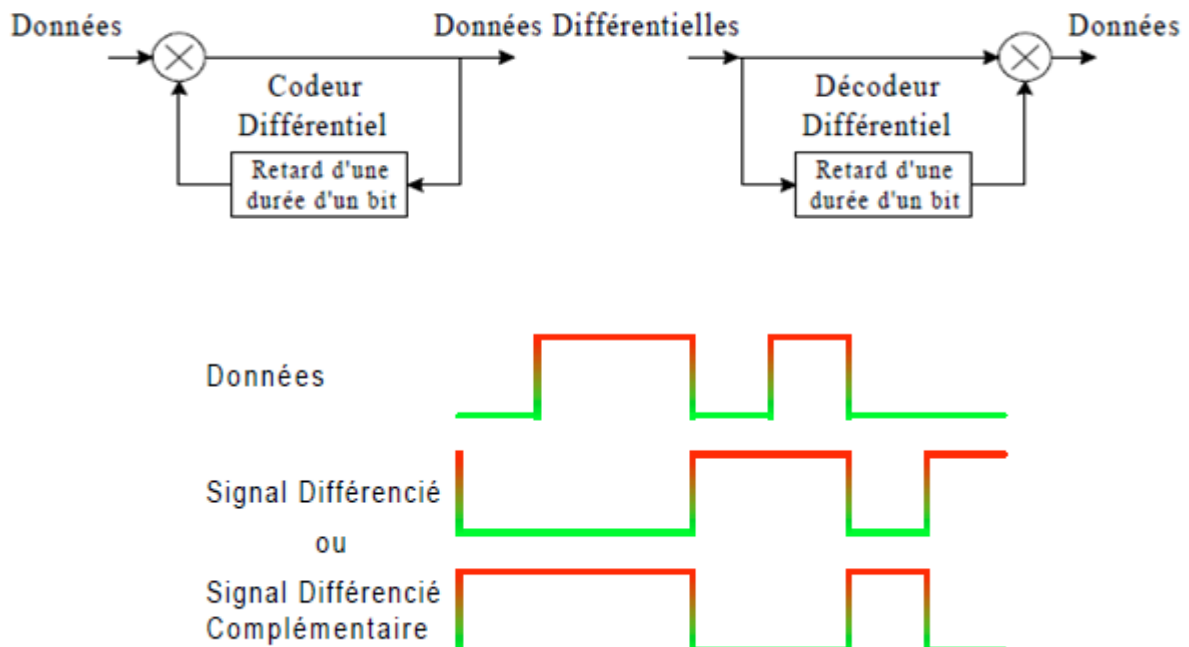 Données
Données Différentielles
Données
Codeur
Différentiel
Retard d'une
durée d'un bit
Décodeur
Différentiel
Retard d'une
durée d'un bit
Données
Signal Différencié
ou
Signal Différencié
Complémentaire